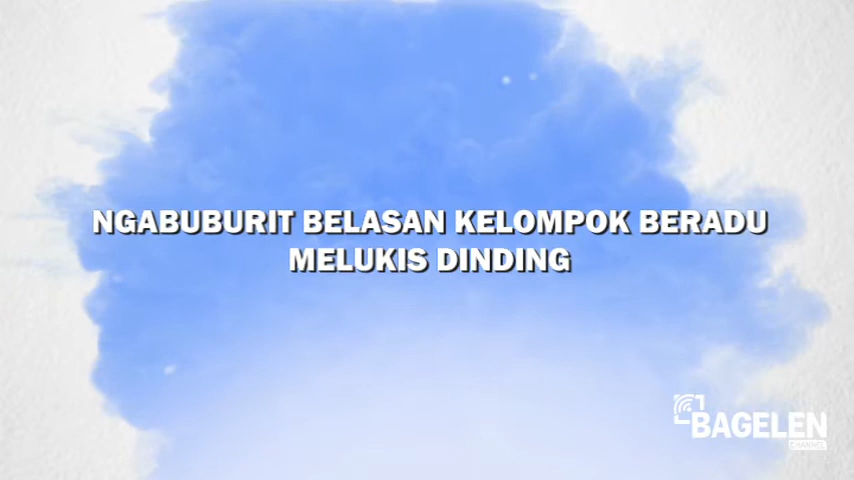 NGABUBURIT BELASAN KELOMPOK BERADU
MELUKIS DINDING
BAGELEN
CHANNEL